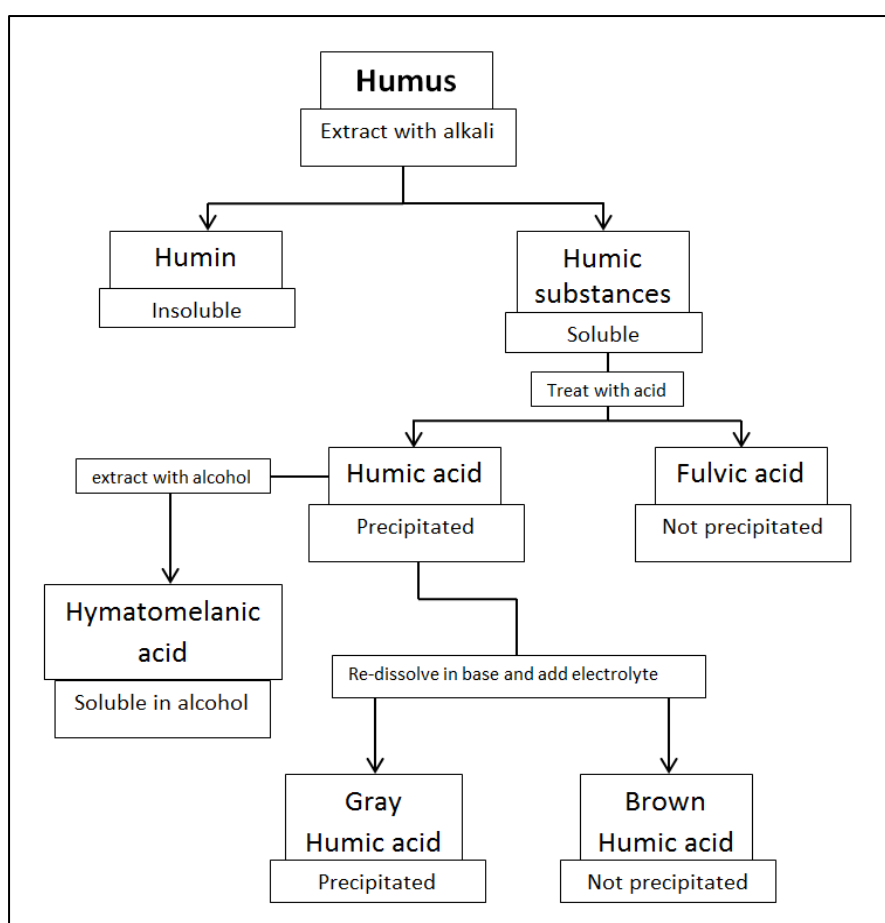 Humus
Extract with alkali
Humin
Insoluble
Humic
substances
Soluble
Treat with acid
extract with alcohol
Humic acid
Precipitated
Fulvic acid
Not precipitated
Hymatomelanic
acid
Soluble in alcohol
Re-dissolve in base and add electrolyte
Gray
Humic acid
Precipitated
Brown
Humic acid
Not precipitated